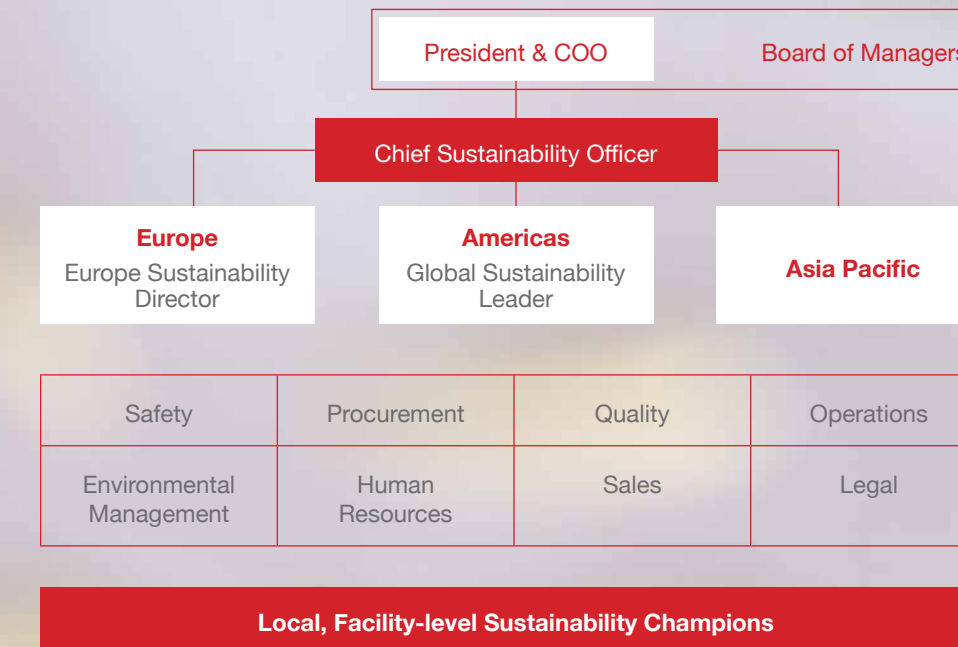 President & COO
Board of Managers
Chief Sustainability Officer
Europe
Europe Sustainability
Director
Americas
Global Sustainability
Leader
Asia Pacific
Safety
Procurement
Quality
Operations
Environmental
Management
Human
Resources
Sales
Legal
Local, Facility-level Sustainability Champions